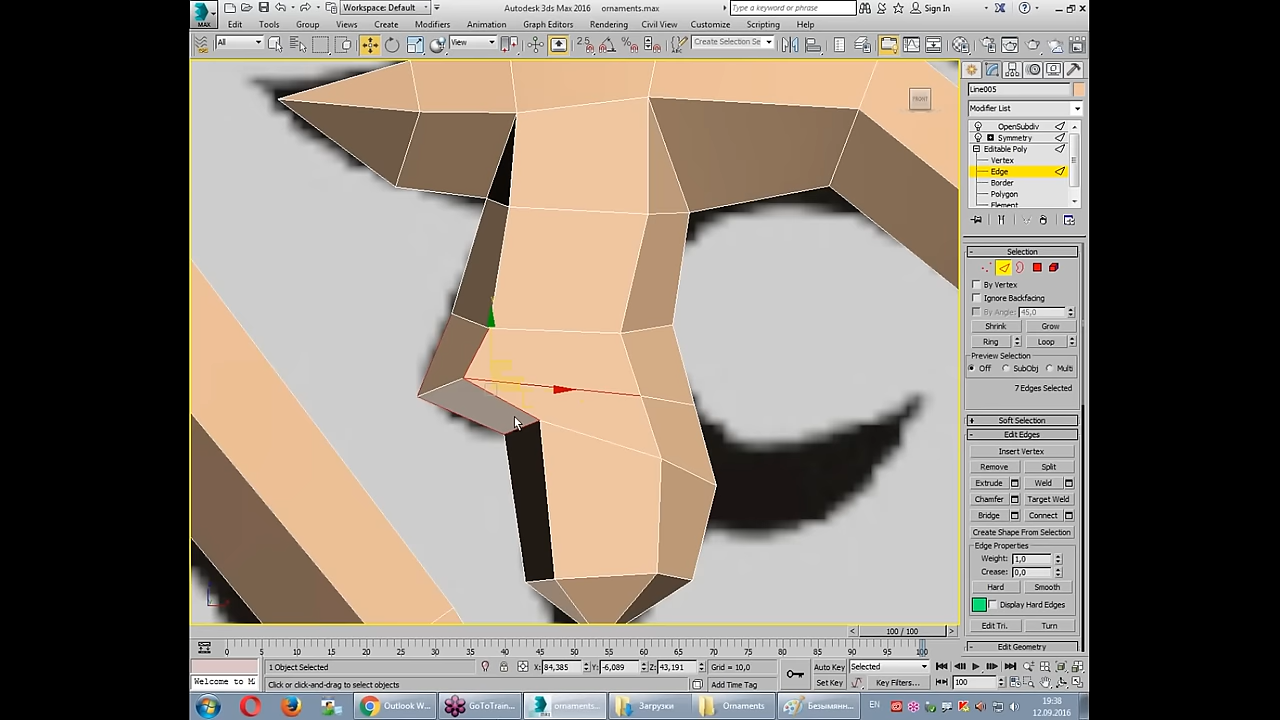 MAX
Workspace: Default
Autodesk 3ds Max 2016
ornaments.max
Type a keyword or phrase
Sign In
Edit
Tools
Group
Views
Create
Modifiers
Animation
Graph Editors
Rendering
Civil View
Customize
Scripting
Help
All
View
2.5
Create Selection Se
FRONT
Line005
Modifier List
OpenSubdiv
Symmetry
Editable Poly
Vertex
Edge
Border
Polygon
Element
Selection
By Vertex
Ignore Backfacing
By Angle: 45,0
Shrink
Grow
Ring
Loop
Preview Selection
Off
SubObj
Multi
7 Edges Selected
Soft Selection
Edit Edges
Insert Vertex
Remove
Split
Extrude
Weld
Chamfer
Target Weld
Bridge
Connect
Create Shape From Selection
Edge Properties
Weight: 1,0
Crease: 0,0
Hard
Smooth
Display Hard Edges
Edit Tri.
Turn
Edit Geometry
100 / 100
0 5 10 15 20 25 30 35 40 45 50 55 60 65 70 75 80 85 90 95 100
1 Object Selected
X: 84,385
Y: -6,089
Z: 43,191
Grid = 10,0
Auto Key
Selected
Welcome to M
Click or click-and-drag to select objects
Add Time Tag
Set Key
Key Filters...
100
Outlook W...
GoToTrain...
ornaments...
Загрузки
Ornaments
Безымянн...
EN
19:38
12.09.2016